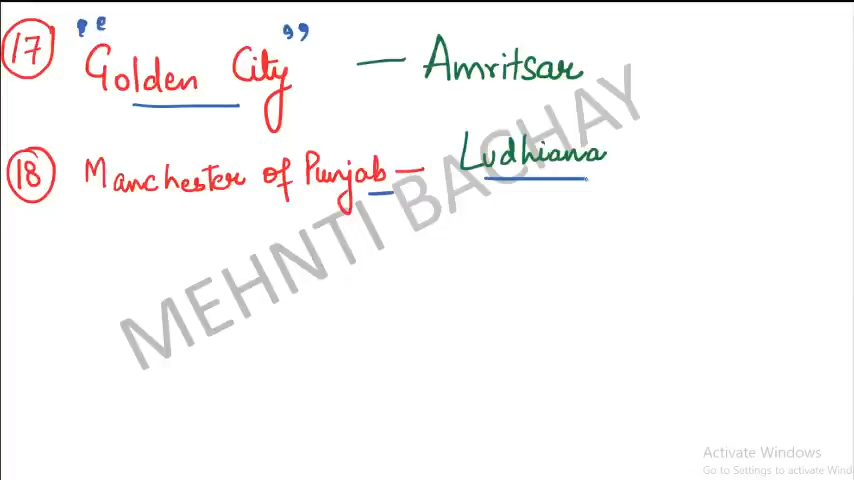 17 "Golden City" — Amritsar
18 Manchester of Punjab — Ludhiana
MEHNTI BACHAY
Activate Windows
Go to Settings to activate Wind